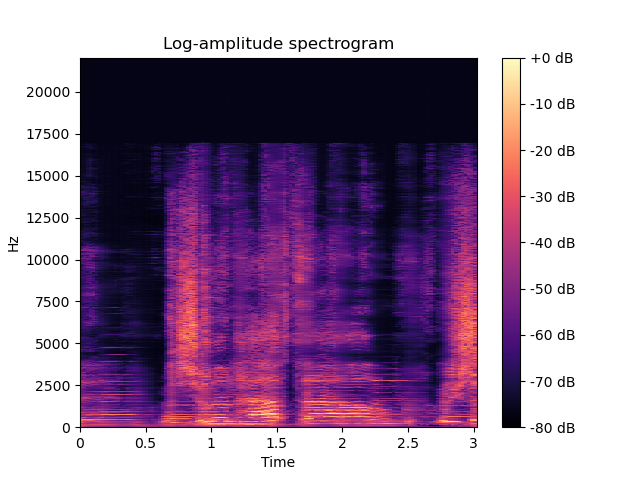 Log-amplitude spectrogram
20000
17500
15000
12500
10000
7500
5000
2500
0
Hz
0 0.5 1 1.5 2 2.5 3
Time
+0 dB
-10 dB
-20 dB
-30 dB
-40 dB
-50 dB
-60 dB
-70 dB
-80 dB